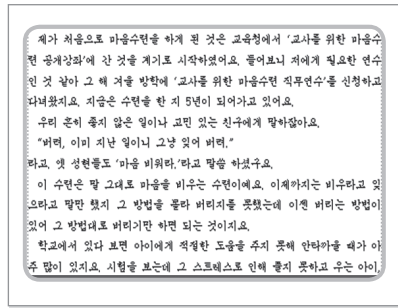 제가 처음으로 마음수련을 하게 된 것은 교육청에서 '교사를 위한 마음수
련 공개강좌'에 간 것을 계기로 시작하였어요. 들어보니 저에게 필요한 연수
인 것 같아 그 해 겨울 방학에 '교사를 위한 마음수련 직무연수'를 신청하고
다녀왔지요. 지금은 수련을 한 지 5년이 되어가고 있어요.
우리 흔히 좋지 않은 일이나 고민 있는 친구에게 말하잖아요.
"버려, 이미 지난 일이니 그냥 잊어 버려."
라고. 옛 성현들도 '마음 비워라.'라고 말씀 하셨구요.
이 수련은 말 그대로 마음을 비우는 수련이예요. 이제까지는 비우라고 잊
으라고 말만 했지 그 방법을 몰라 버리지를 못했는데 이젠 버리는 방법이
있어 그 방법대로 버리기만 하면 되는 것이지요.
학교에서 있다 보면 아이에게 적절한 도움을 주지 못해 안타까울 때가 아
주 많이 있지요. 시험을 보는데 그 스트레스로 인해 풀지 못하고 우는 아이,